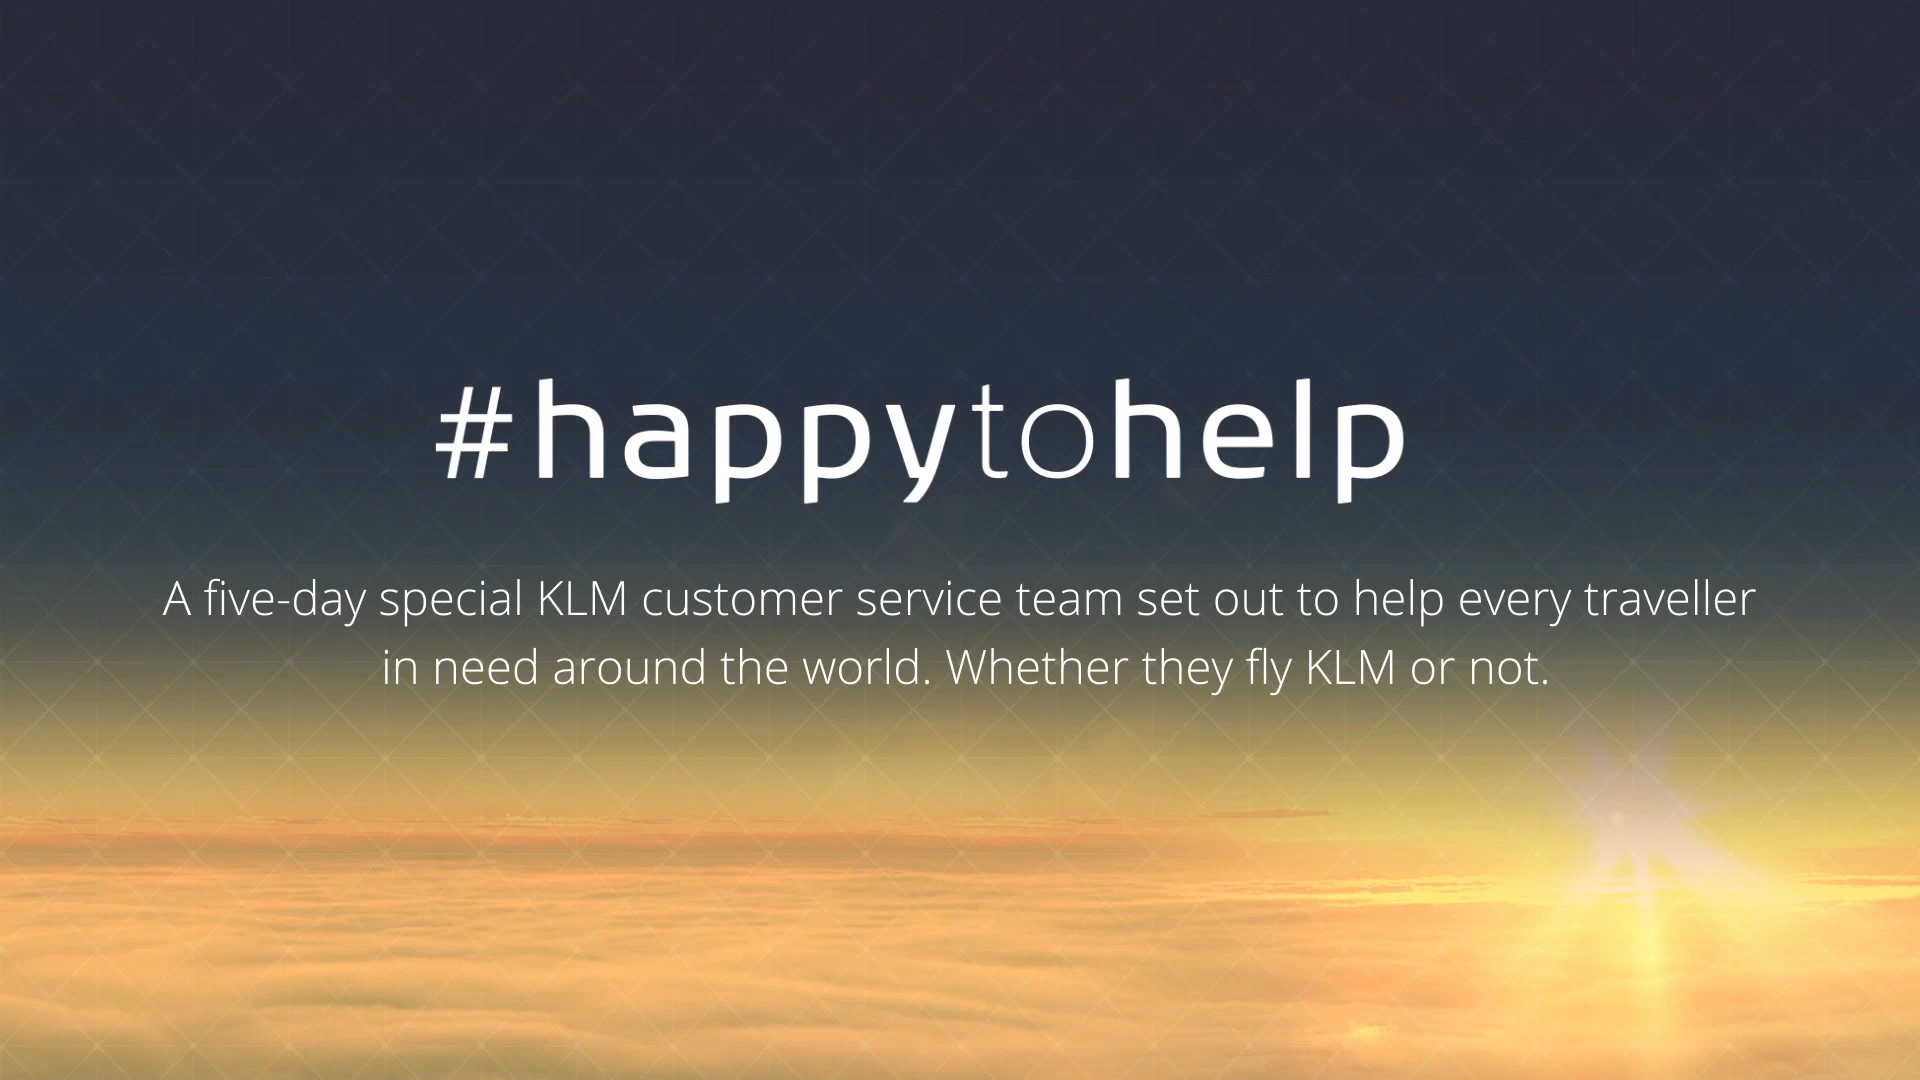 #happytohelp
A five-day special KLM customer service team set out to help every traveller
in need around the world. Whether they fly KLM or not.